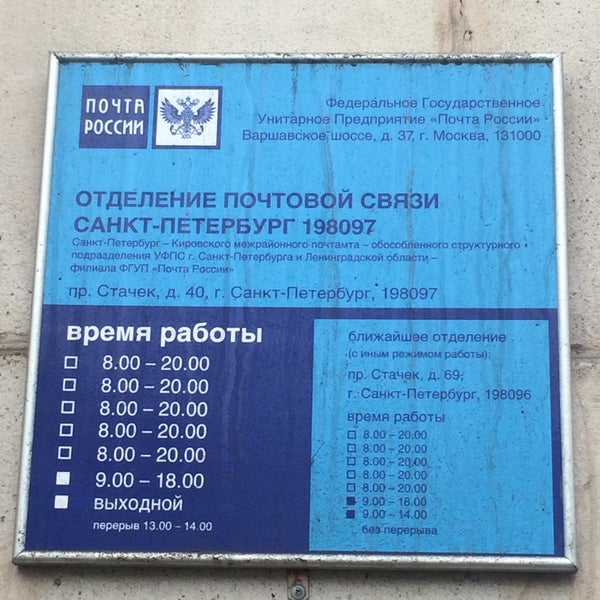 ПОЧТА
РОССИИ
Федеральное Государственное
Унитарное Предприятие «Почта России»
Варшавское шоссе, д. 37, г. Москва, 131000
ОТДЕЛЕНИЕ ПОЧТОВОЙ СВЯЗИ
САНКТ-ПЕТЕРБУРГ 198097
Санкт-Петербург – Кировского межрайонного почтамта – обособленного структурного
подразделения УФПС г. Санкт-Петербурга и Ленинградской области –
филиала ФГУП «Почта России»
пр. Стачек, д. 40, г. Санкт-Петербург, 198097
время работы
8.00 – 20.00
8.00 – 20.00
8.00 – 20.00
8.00 – 20.00
8.00 – 20.00
9.00 – 18.00
выходной
перерыв 13.00 – 14.00
ближайшее отделение
(с иным режимом работы):
пр. Стачек, д. 69,
г. Санкт-Петербург, 198096
время работы
8.00 – 20.00
8.00 – 20.00
8.00 – 20.00
8.00 – 20.00
8.00 – 20.00
9.00 – 18.00
9.00 – 14.00
без перерыва